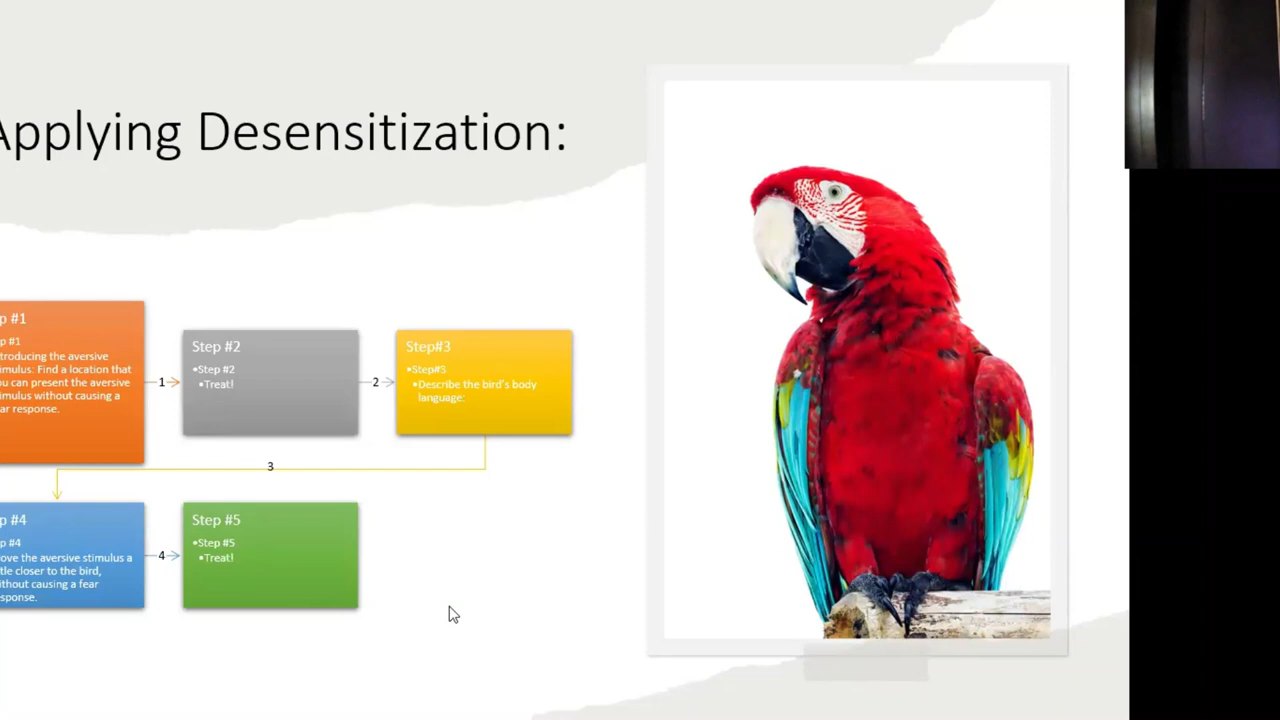 Applying Desensitization:
p #1
p #1
troducing the aversive
imulus: Find a location that
ou can present the aversive
imulus without causing a
ar response.
1
Step #2
•Step #2
•Treat!
2
Step#3
•Step#3
•Describe the bird's body
language:
3
p #4
p #4
ove the aversive stimulus a
tle closer to the bird,
ithout causing a fear
sponse.
4
Step #5
•Step #5
•Treat!